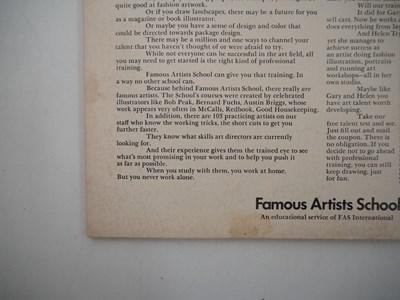 quite good at fashion artwork.
Or if you draw landscapes, there may be a future for you
as a magazine or book illustrator.
Or maybe you have a sense of design and color that
could be directed towards package design.
There may be a million and one ways to channel your
talent that you haven't thought of or were afraid to try.
While not everyone can be successful in the art field, all
you may need to get started is the right kind of professional
training.
Famous Artists School can give you that training. In
a way no other school can.
Because behind Famous Artists School, there really are
famous artists. The School's courses were created by celebrated
illustrators like Bob Peak, Bernard Fuchs, Austin Briggs, whose
work appears very often in McCalls, Redbook, Good Housekeeping.
In addition, there are 103 practicing artists on our
staff who know the working tricks, the short cuts to get you
further faster.
They know what skills art directors are currently
looking for.
And their experience gives them the trained eye to see
what's most promising in your work and to help you push it
as far as possible.
When you study with them, you work at home.
But you never work alone.
Will our train
It did for Gar
sell cars. Now he works a
does every
And Helen Try
yet she manages to
achieve success as
an artist doing fashion
illustration, portraits
and running art
workshops—all in her
own studio.
Maybe like
Gary and Helen you
have art talent worth
developing.
Take our
free talent test and see.
Just fill out and mail
the coupon. There is
no obligation. If you
decide not to go ahead
with professional
training, you can still
keep drawing, just
for fun.
Famous Artists School
An educational service of FAS International